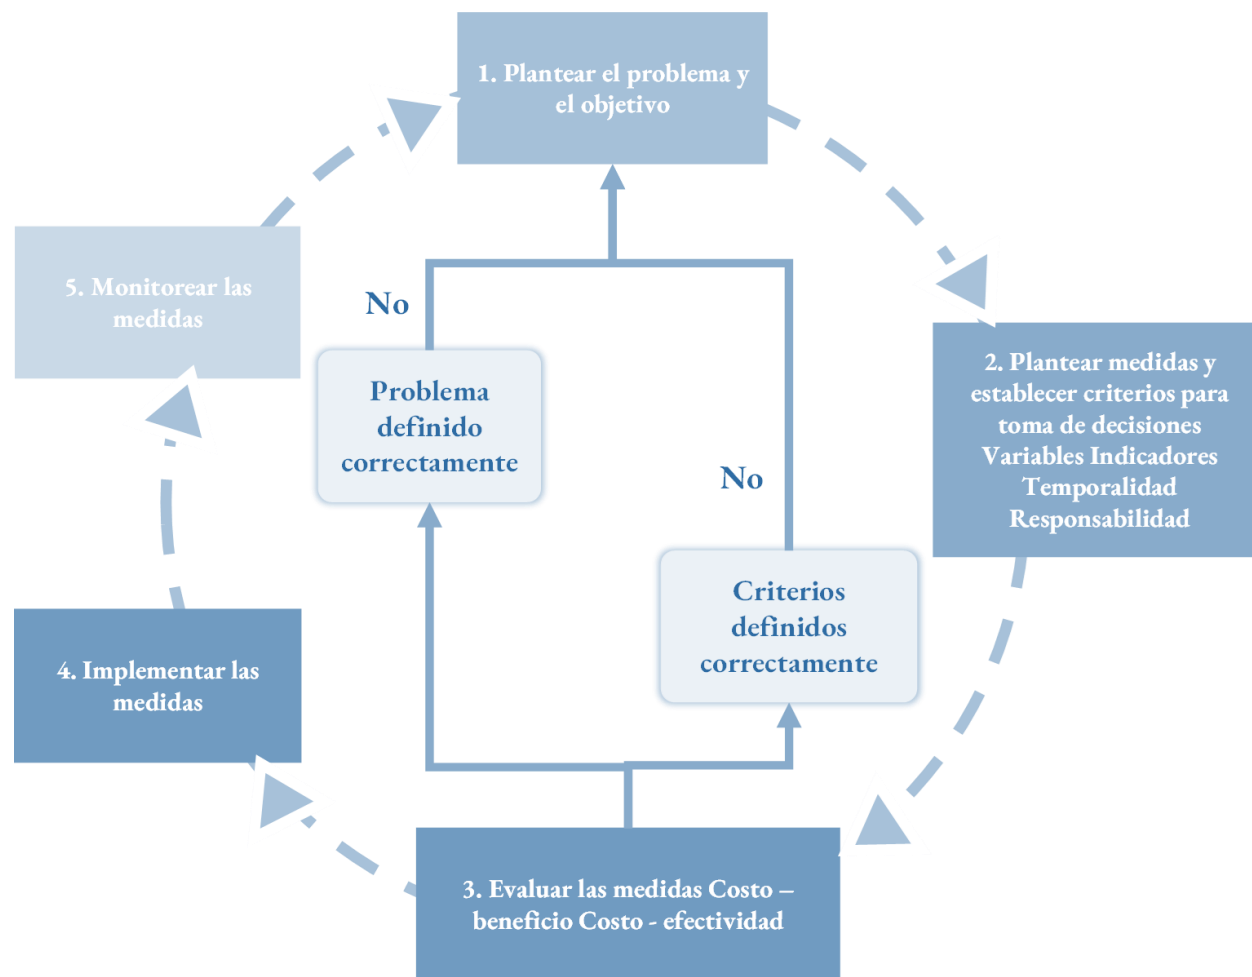 1. Plantear el problema y
el objetivo
5. Monitorear las
medidas
No
Problema
definido
correctamente
2. Plantear medidas y
establecer criterios para
toma de decisiones
Variables Indicadores
Temporalidad
Responsabilidad
No
Criterios
definidos
correctamente
4. Implementar las
medidas
3. Evaluar las medidas Costo –
beneficio Costo - efectividad